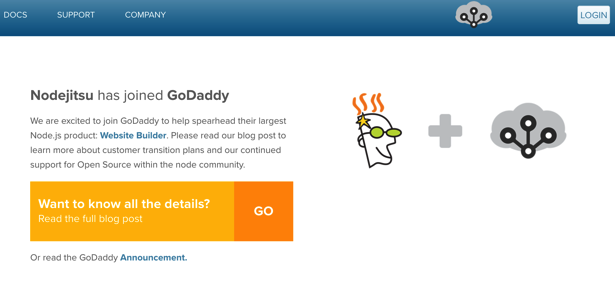 DOCS SUPPORT COMPANY LOGIN
Nodejitsu has joined GoDaddy
We are excited to join GoDaddy to help spearhead their largest
Node.js product: Website Builder. Please read our blog post to
learn more about customer transition plans and our continued
support for Open Source within the node community.
Want to know all the details?
Read the full blog post
GO
Or read the GoDaddy Announcement.